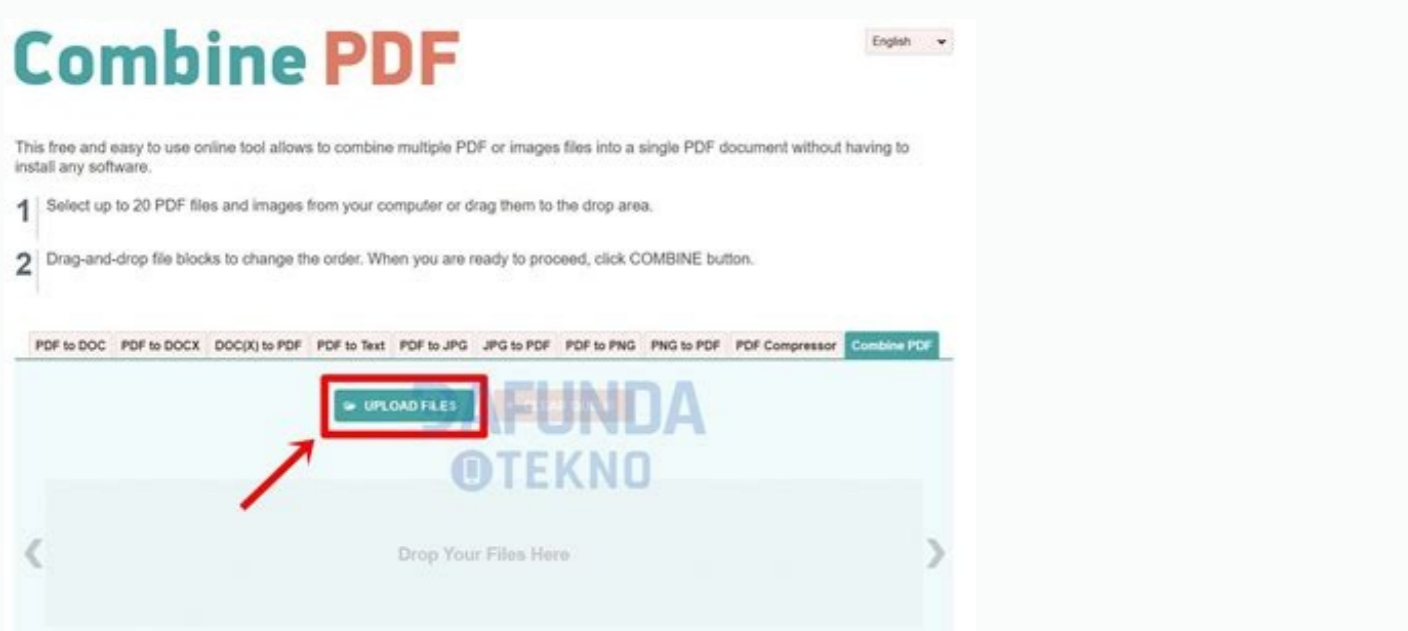 Combine PDF
English
This free and easy to use online tool allows to combine multiple PDF or images files into a single PDF document without having to
install any software.
1 Select up to 20 PDF files and images from your computer or drag them to the drop area.
2 Drag-and-drop file blocks to change the order. When you are ready to proceed, click COMBINE button.
PDF to DOC PDF to DOCX DOC(X) to PDF PDF to Text PDF to JPG JPG to PDF PDF to PNG PNG to PDF PDF Compressor Combine PDF
UPLOAD FILES
DAFUNDA
TEKNO
Drop Your Files Here